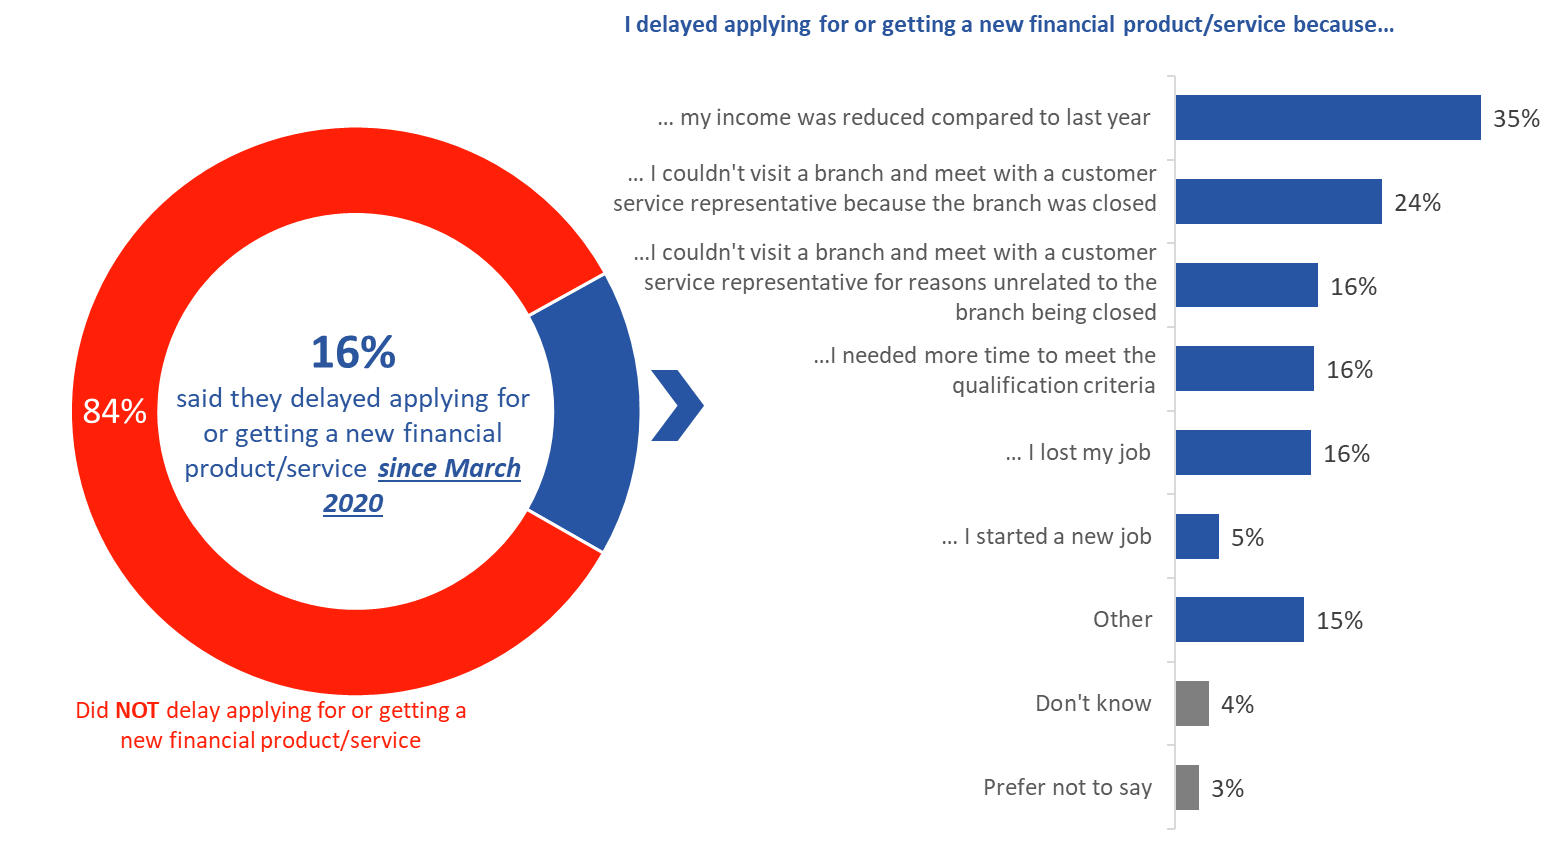 I delayed applying for or getting a new financial product/service because...
84%
16%
said they delayed applying for
or getting a new financial
product/service since March
2020
Did NOT delay applying for or getting a
new financial product/service
... my income was reduced compared to last year
35%
... I couldn't visit a branch and meet with a customer
service representative because the branch was closed
24%
...I couldn't visit a branch and meet with a customer
service representative for reasons unrelated to the
branch being closed
16%
...I needed more time to meet the
qualification criteria
16%
... I lost my job
16%
... I started a new job
5%
Other
15%
Don't know
4%
Prefer not to say
3%